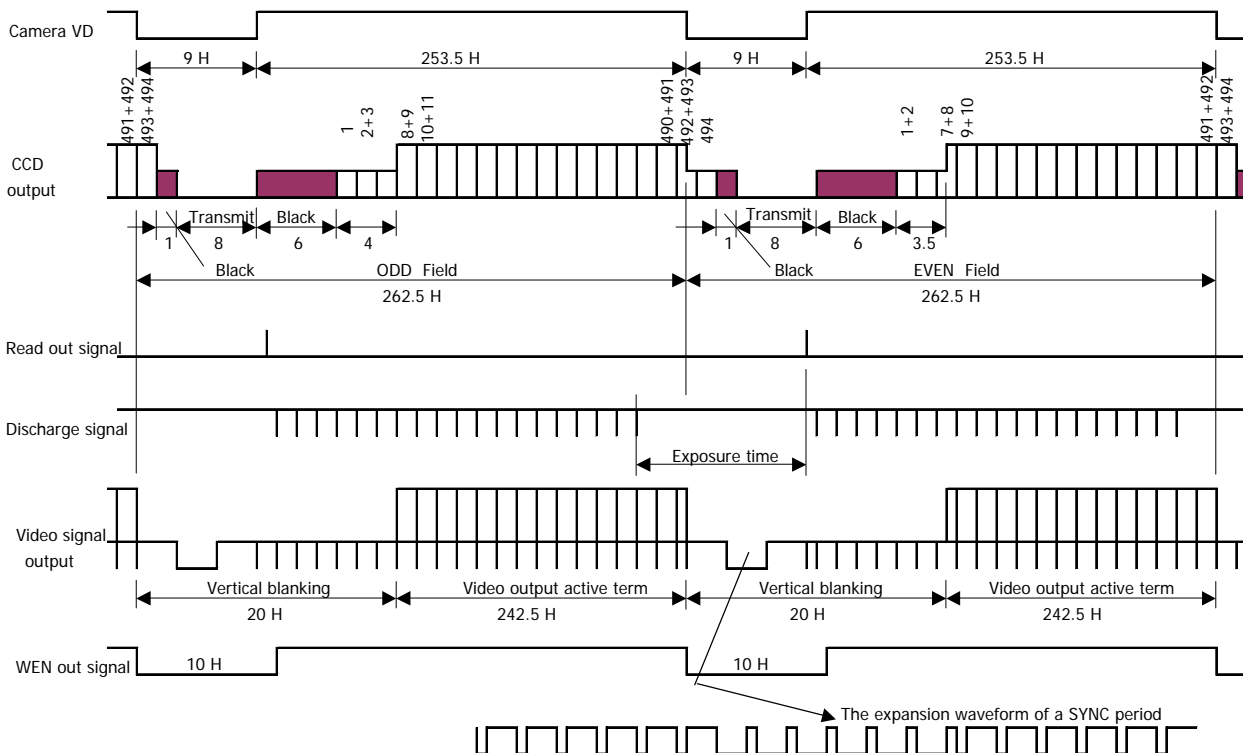 Camera VD
9 H
253.5 H
9 H
253.5 H
491+492
493+494
1
2+3
8+9
10+11
490+491
492+493
494
1+2
7+8
9+10
491+492
493+494
CCD
output
Transmit
Black
Transmit
Black
1
8
6
4
1
8
6
3.5
Black
ODD Field
Black
EVEN Field
262.5 H
262.5 H
Read out signal
Discharge signal
Exposure time
Video signal
output
Vertical blanking
Video output active term
Vertical blanking
Video output active term
20 H
242.5 H
20 H
242.5 H
WEN out signal
10 H
10 H
The expansion waveform of a SYNC period